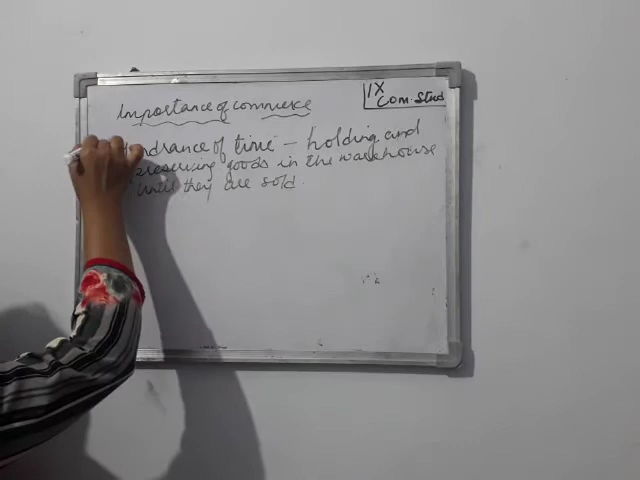 IX
Com. Stud
Importance of commerce
Hindrance of time – holding and
preserving goods in the warehouse
until they are sold.